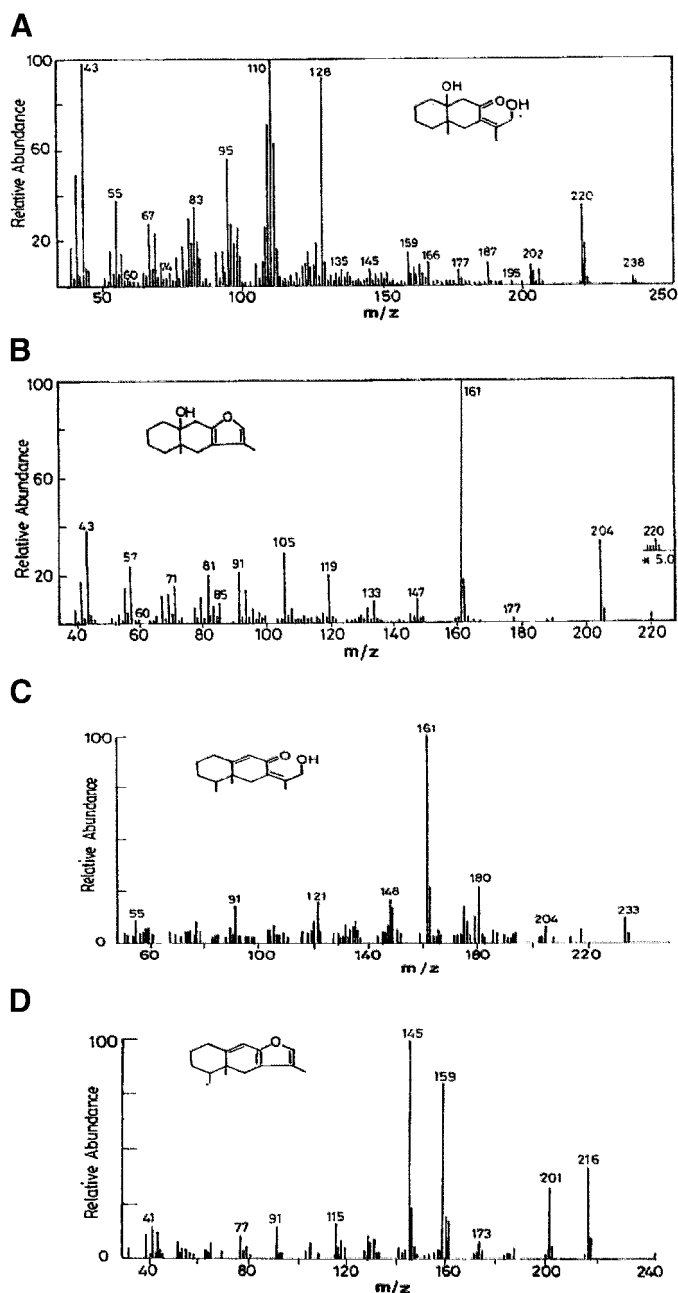 A
100 43 110 128
OH
O OH
60 95
55 83 220
67
20 159
60 74 135 145 166 177 187 202 238
50 100 150 200 250
Relative Abundance
m/z
B
100 161
OH O
60
43 204 220
57 105 × 5.0
20 71 81 91 119
60 85 133 147 177
40 60 80 100 120 140 160 180 200 220
Relative Abundance
m/z
C
100 161
O OH
180
55 91 121 148 204 233
0
60 100 140 180 220
Relative Abundance
m/z
D
100 145
O
159
201 216
41 77 91 115 173
0
40 80 120 160 200 240
Relative Abundance
m/z